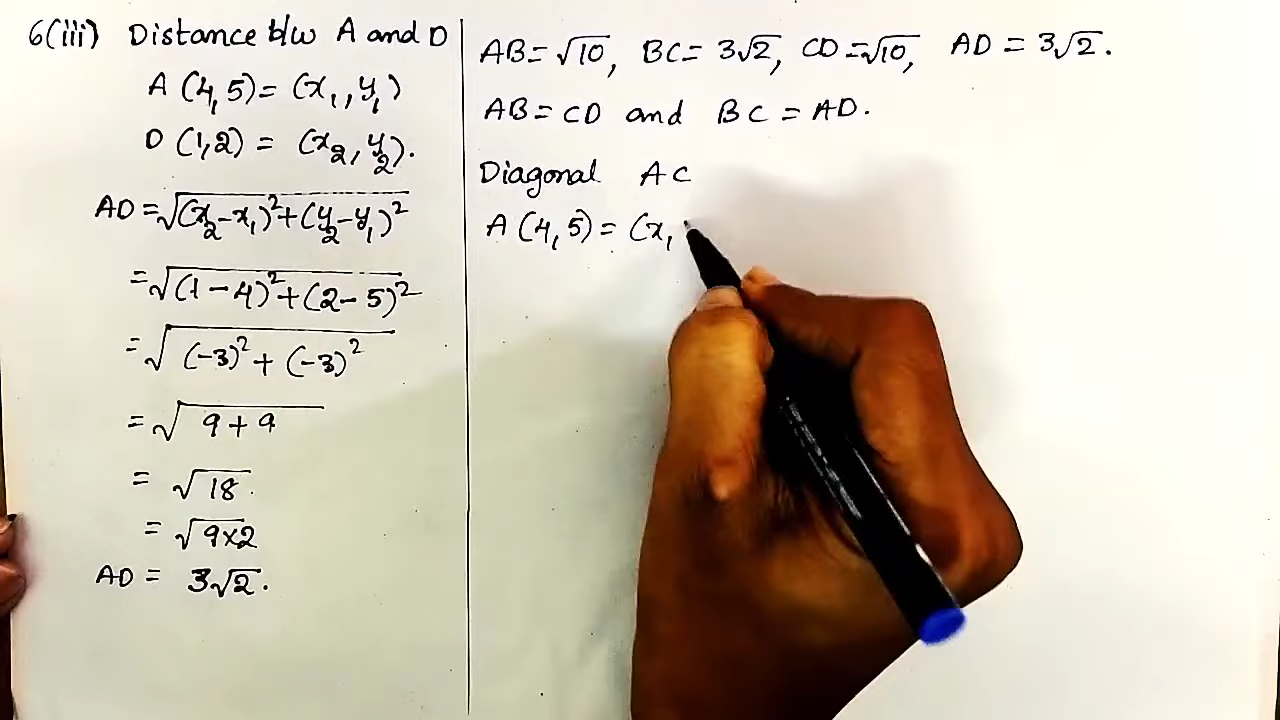 6(iii) Distance b/w A and D
A (4,5) = (x₁, y₁)
D (1,2) = (x₂, y₂).
AD = √(x₂-x₁)²+(y₂-y₁)²
= √(1-4)²+(2-5)²
= √(-3)²+(-3)²
= √9+9
= √18.
= √9×2
AD = 3√2.
AB = √10, BC = 3√2, CD = √10, AD = 3√2.
AB = CD and BC = AD.
Diagonal AC
A (4,5) = (x₁